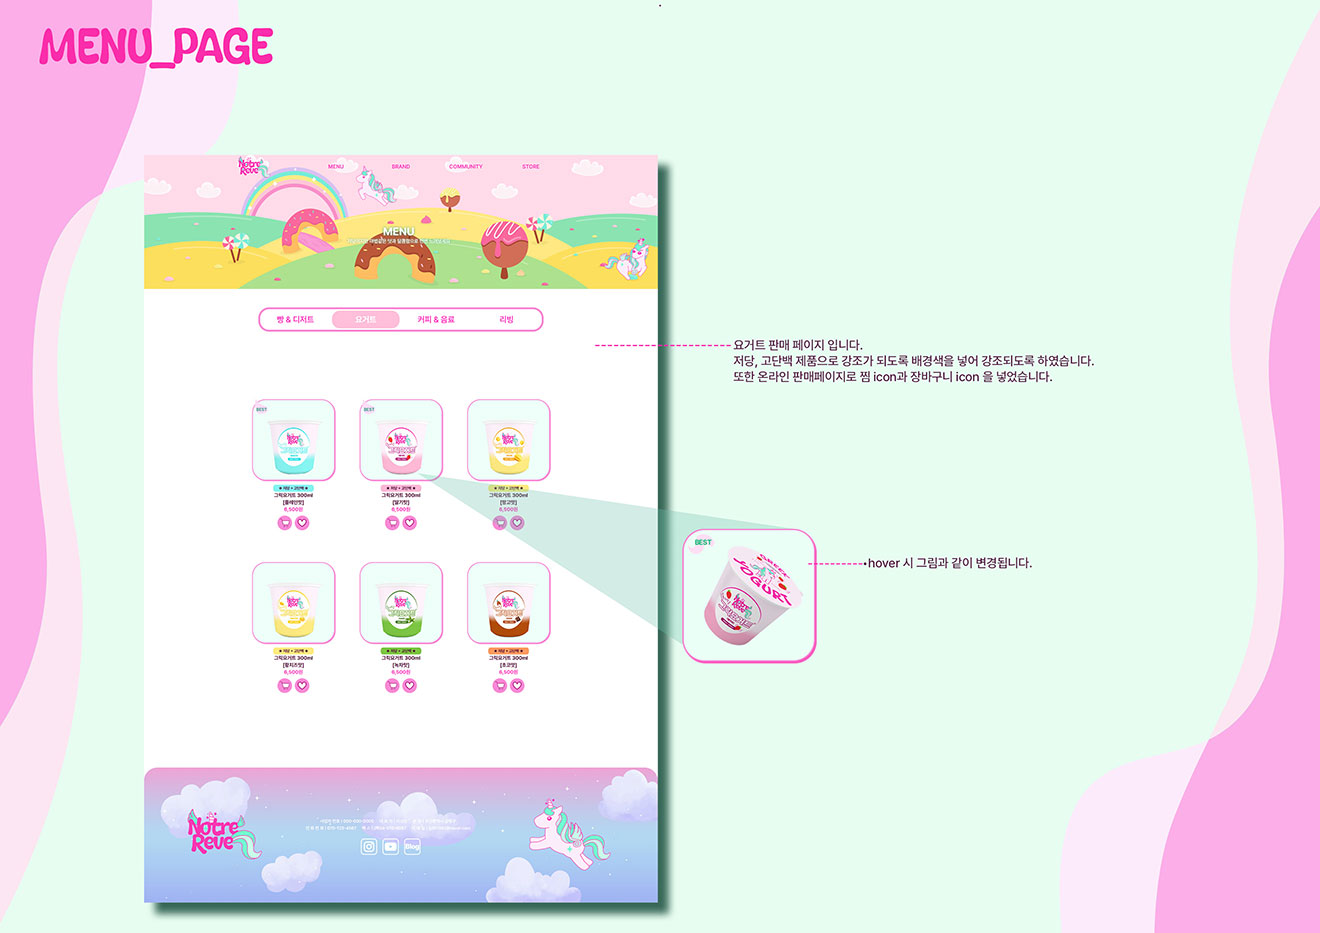 MENU_PAGE
Notre Reve
MENU BRAND COMMUNITY STORE
MENU
빵 & 디저트 요거트 커피 & 음료 리빙
요거트 판매 페이지 입니다.
저당, 고단백 제품으로 강조가 되도록 배경색을 넣어 강조되도록 하였습니다.
또한 온라인 판매페이지로 찜 icon과 장바구니 icon 을 넣었습니다.
BEST BEST
★ 저당 + 고단백 ★ ★ 저당 + 고단백 ★ ★ 저당 + 고단백 ★
그릭요거트 300ml 그릭요거트 300ml 그릭요거트 300ml
[플레인맛] [딸기맛] [망고맛]
6,500원 6,500원 6,500원
BEST
YOGURT
Notre Reve
그릭요거트
•hover 시 그림과 같이 변경됩니다.
★ 저당 + 고단백 ★ ★ 저당 + 고단백 ★ ★ 저당 + 고단백 ★
그릭요거트 300ml 그릭요거트 300ml 그릭요거트 300ml
[황치즈맛] [녹차맛] [초코맛]
6,500원 6,500원 6,500원
Notre
Reve
Blog